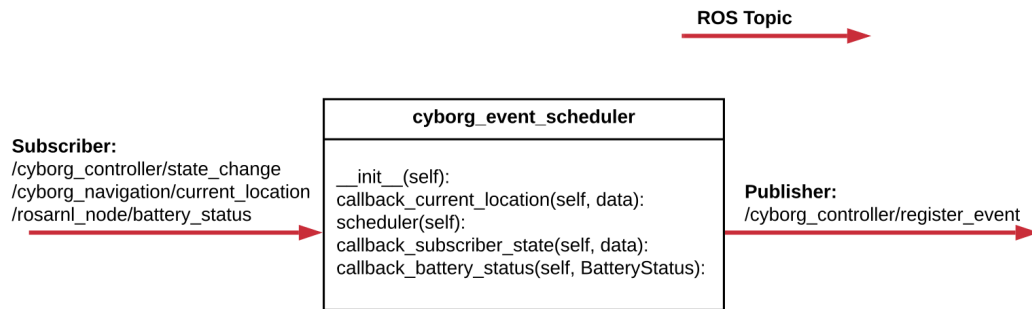 ROS Topic
cyborg_event_scheduler
Subscriber:
/cyborg_controller/state_change
/cyborg_navigation/current_location
/rosarnl_node/battery_status
__init__(self):
callback_current_location(self, data):
scheduler(self):
callback_subscriber_state(self, data):
callback_battery_status(self, BatteryStatus):
Publisher:
/cyborg_controller/register_event